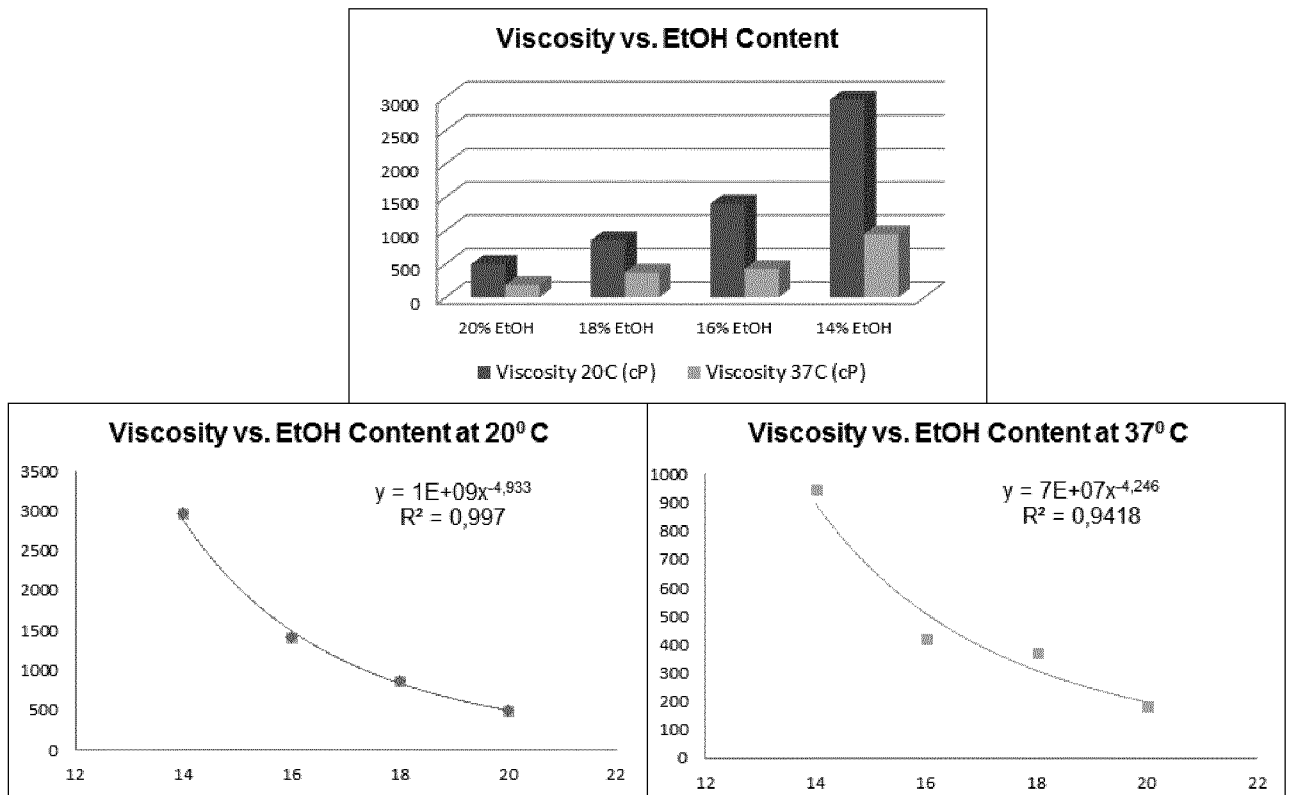 Viscosity vs. EtOH Content
3000
2500
2000
1500
1000
500
0
20% EtOH 18% EtOH 16% EtOH 14% EtOH
Viscosity 20C (cP) Viscosity 37C (cP)
Viscosity vs. EtOH Content at 20⁰ C
y = 1E+09x⁻⁴,⁹³³
R² = 0,997
3500
3000
2500
2000
1500
1000
500
0
12 14 16 18 20 22
Viscosity vs. EtOH Content at 37⁰ C
y = 7E+07x⁻⁴,²⁴⁶
R² = 0,9418
1000
900
800
700
600
500
400
300
200
100
0
12 14 16 18 20 22